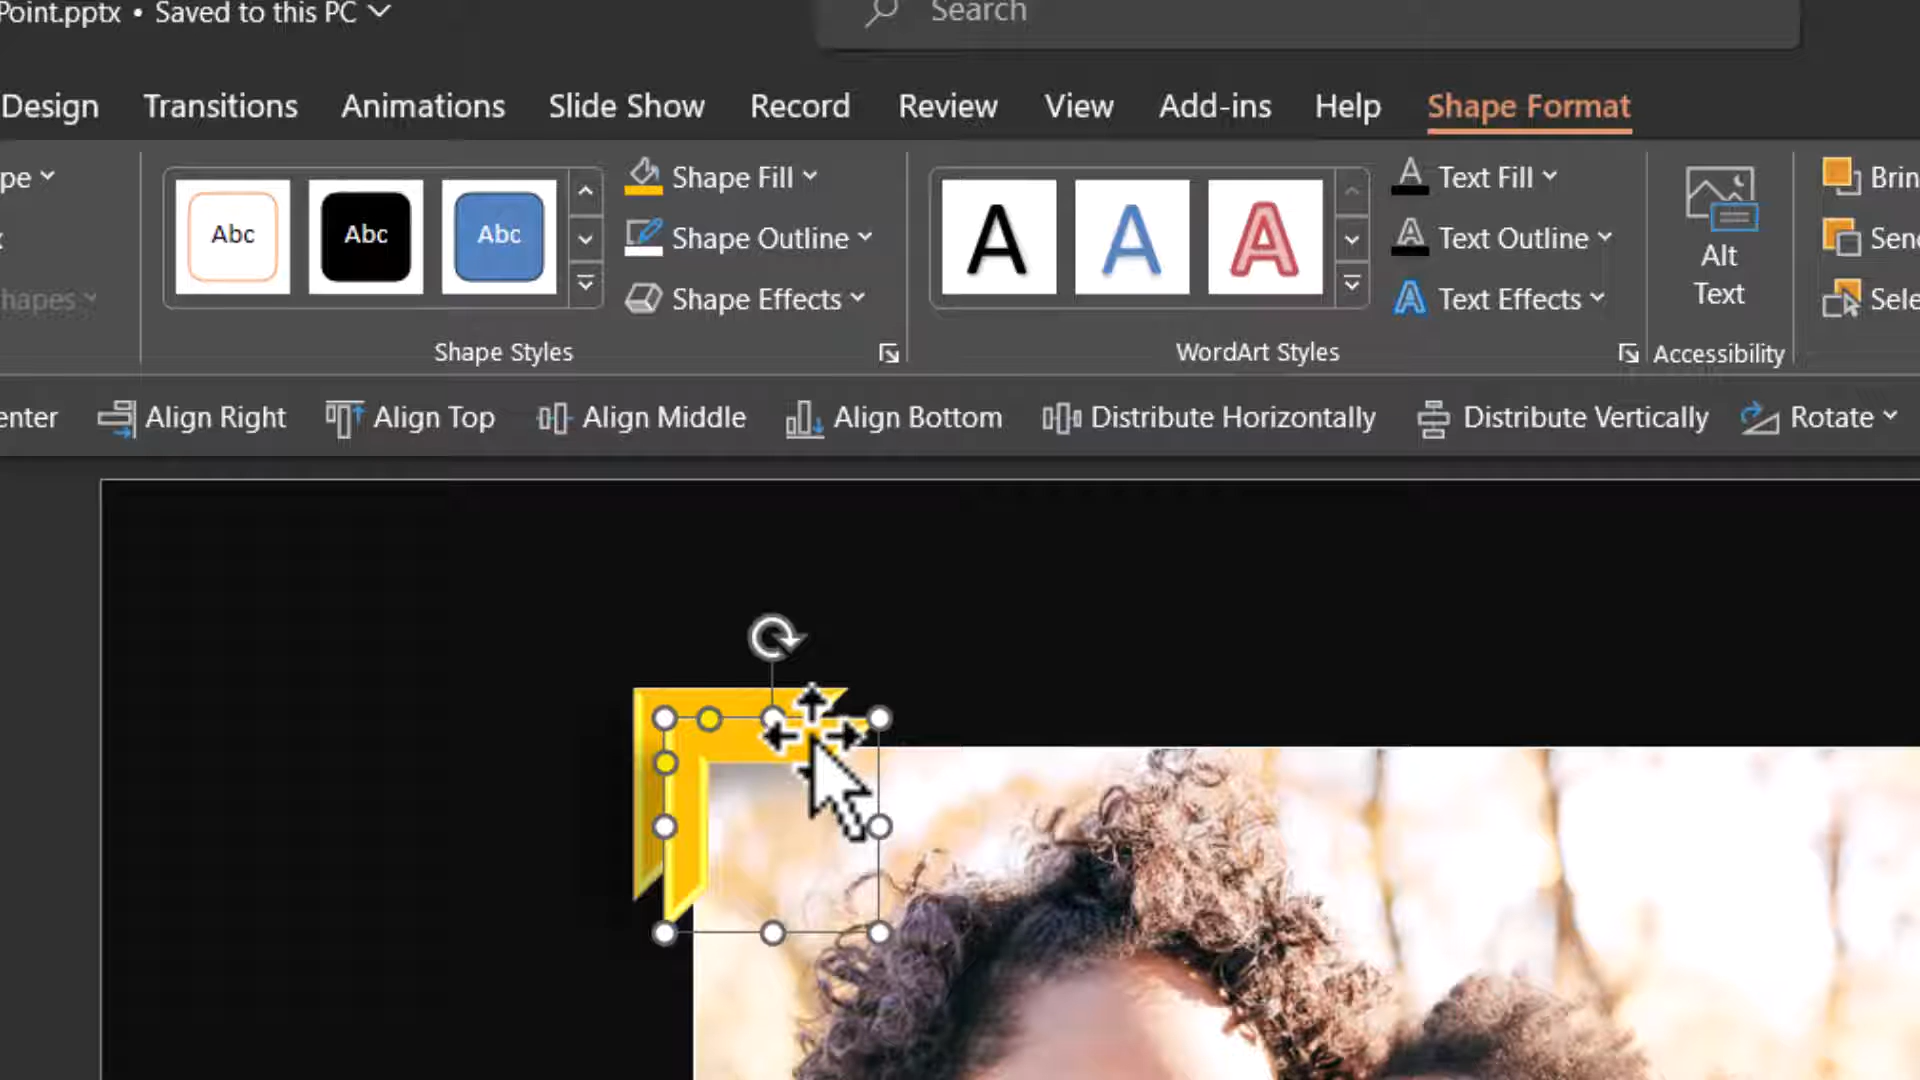 Point.pptx • Saved to this PC
Search
Design Transitions Animations Slide Show Record Review View Add-ins Help Shape Format
Abc Abc Abc
Shape Fill
Shape Outline
Shape Effects
Shape Styles
A A A
Text Fill
Text Outline
Text Effects
WordArt Styles
Alt
Text
Accessibility
Align Right Align Top Align Middle Align Bottom Distribute Horizontally Distribute Vertically Rotate